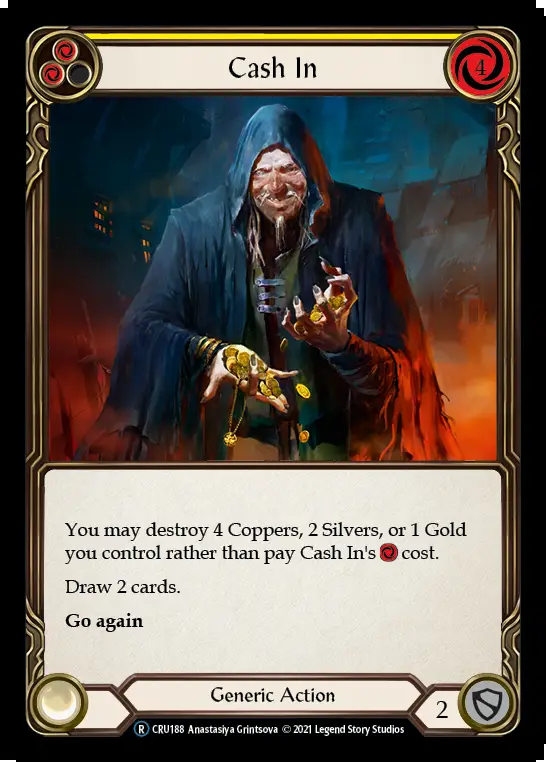 Cash In
4
You may destroy 4 Coppers, 2 Silvers, or 1 Gold
you control rather than pay Cash In's cost.
Draw 2 cards.
Go again
Generic Action
2
R CRU188 Anastasiya Grintsova © 2021 Legend Story Studios